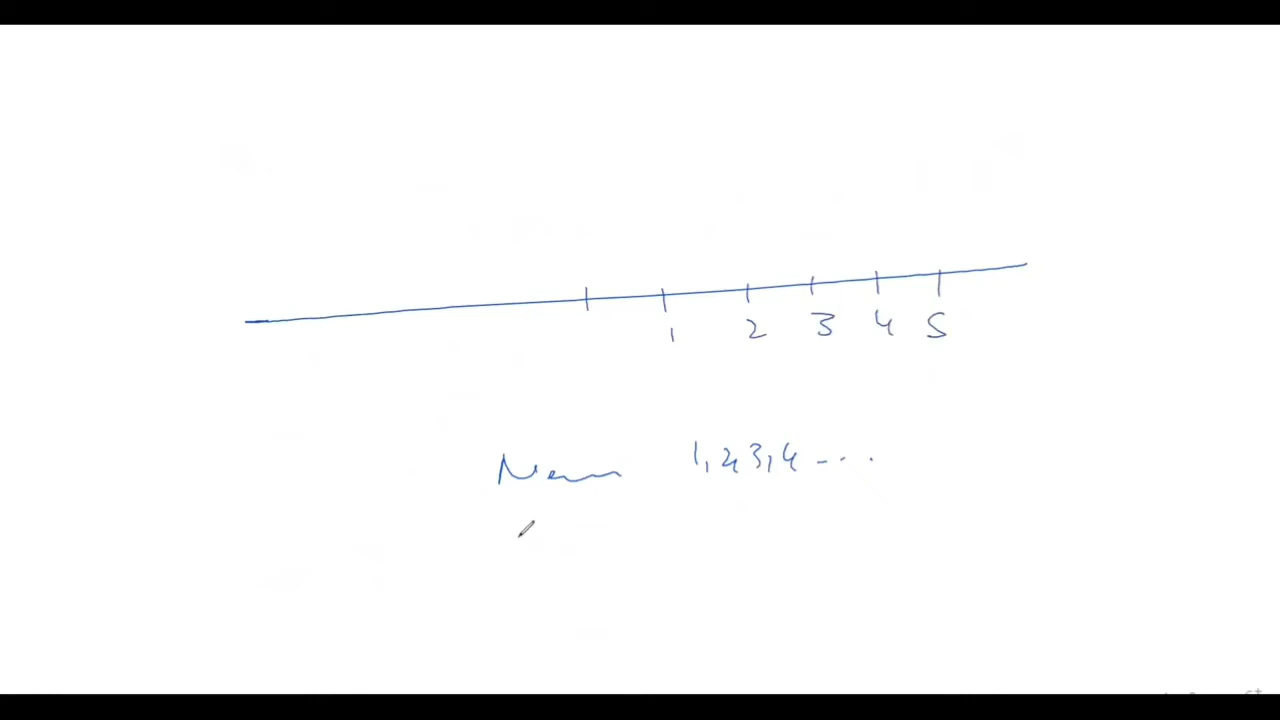 1 2 3 4 5
1, 2, 3, 4 - - - .